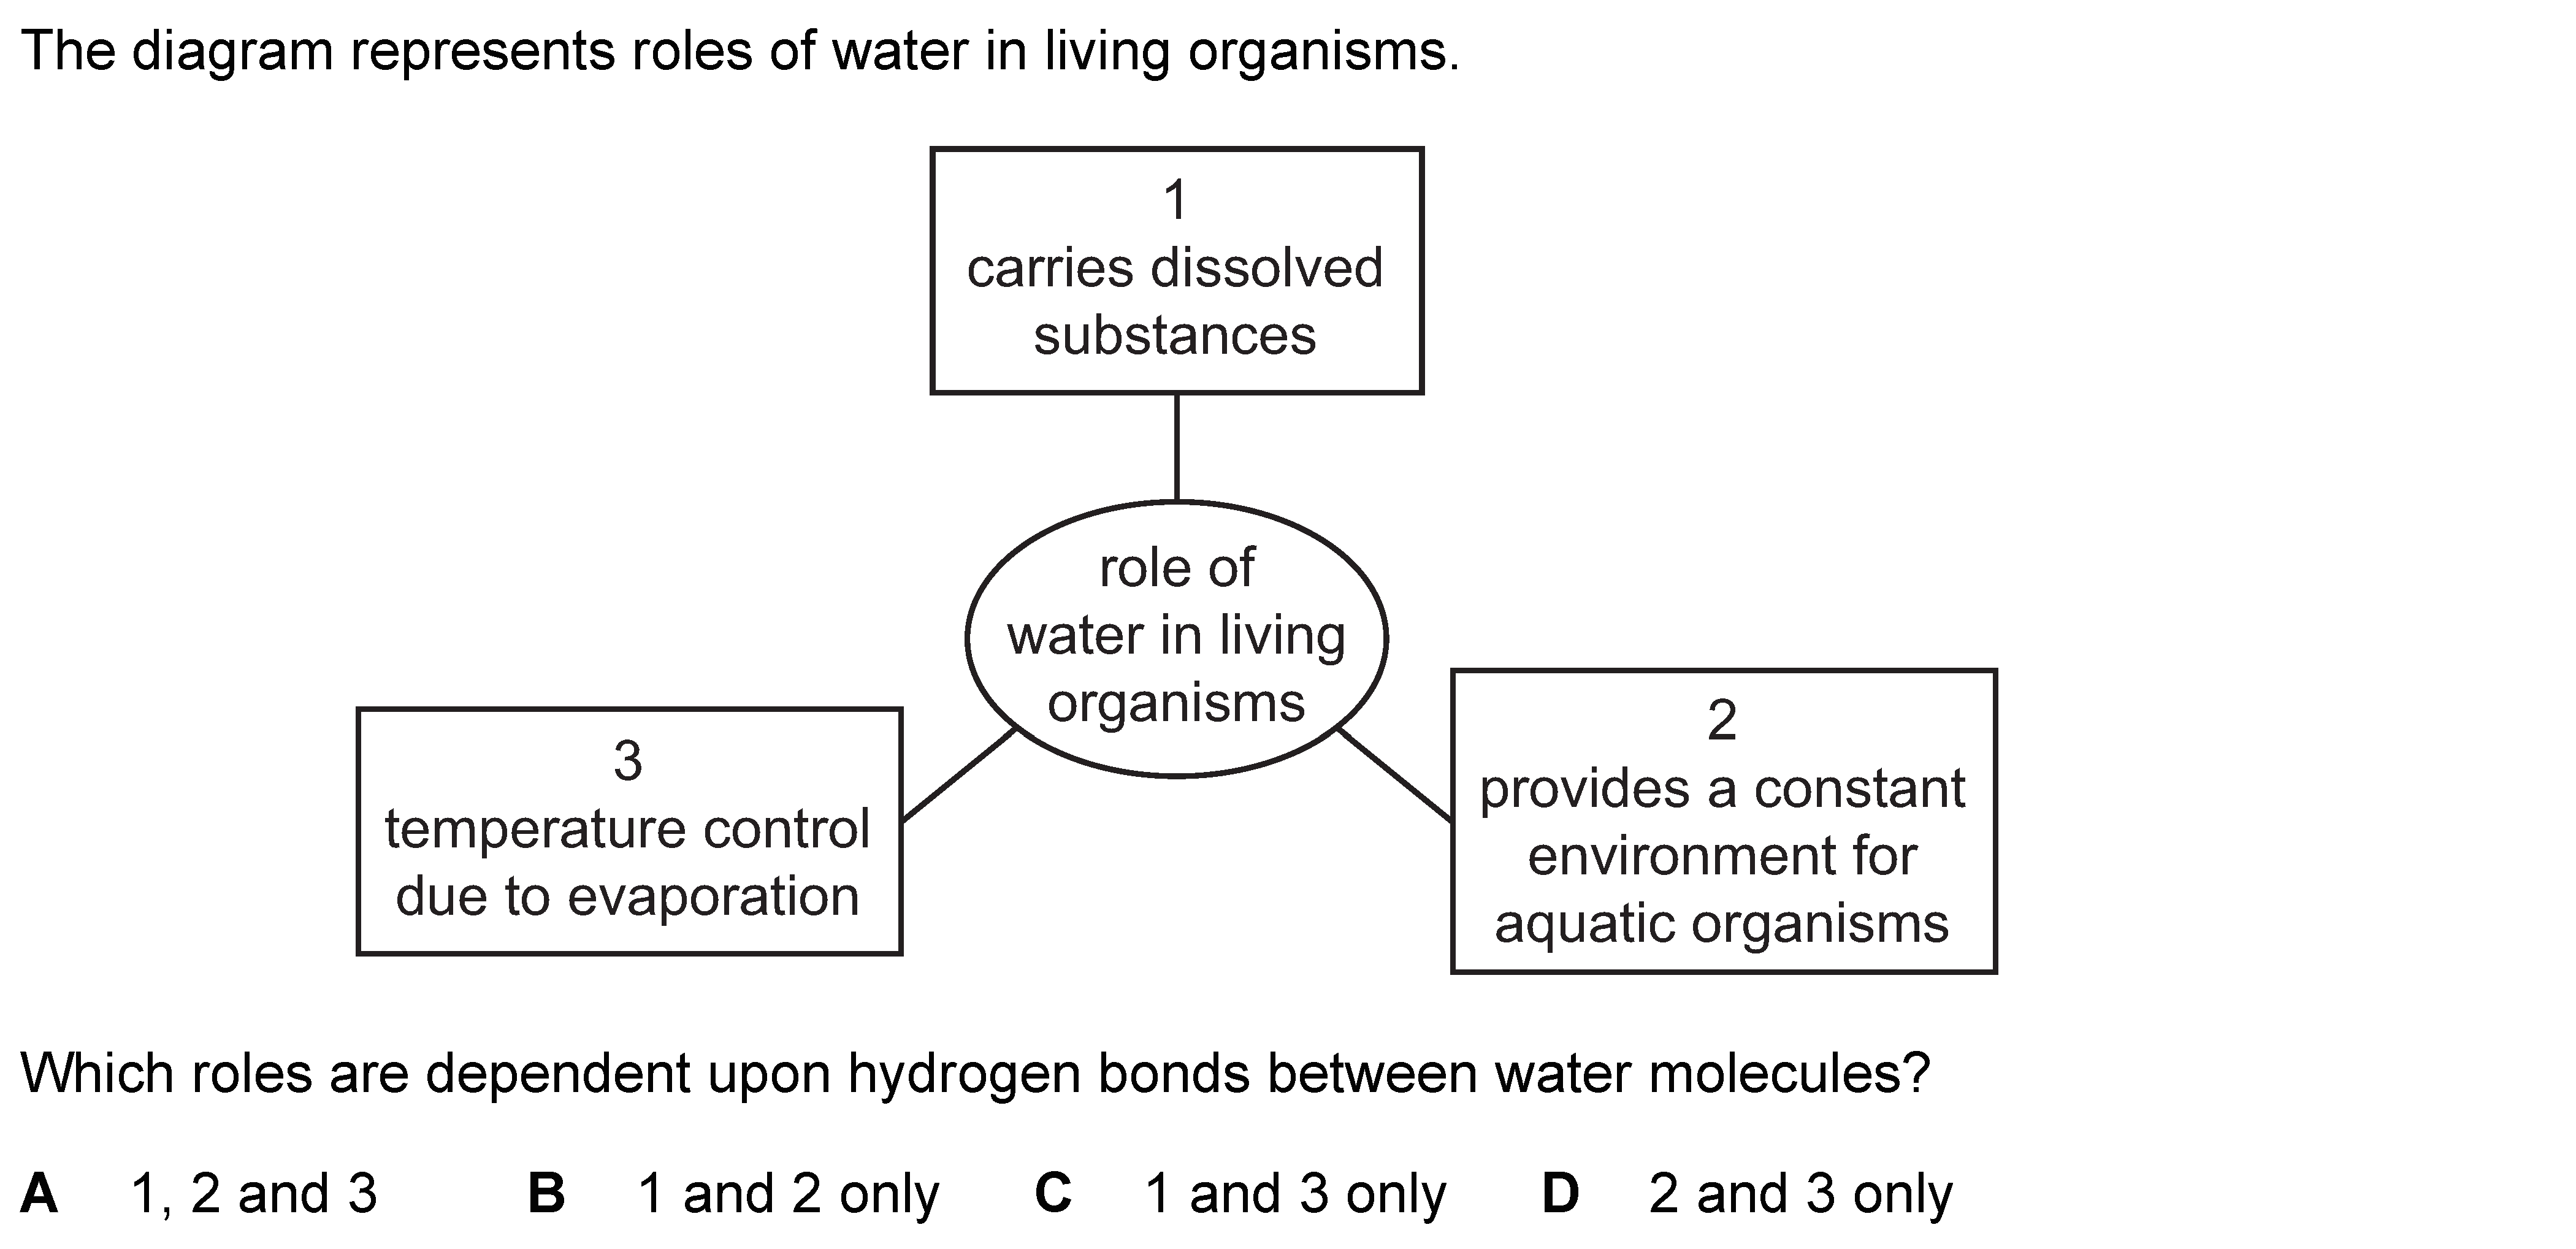 The diagram represents roles of water in living organisms.
1
carries dissolved
substances
role of
water in living
organisms
2
provides a constant
environment for
aquatic organisms
3
temperature control
due to evaporation
Which roles are dependent upon hydrogen bonds between water molecules?
A 1, 2 and 3 B 1 and 2 only C 1 and 3 only D 2 and 3 only